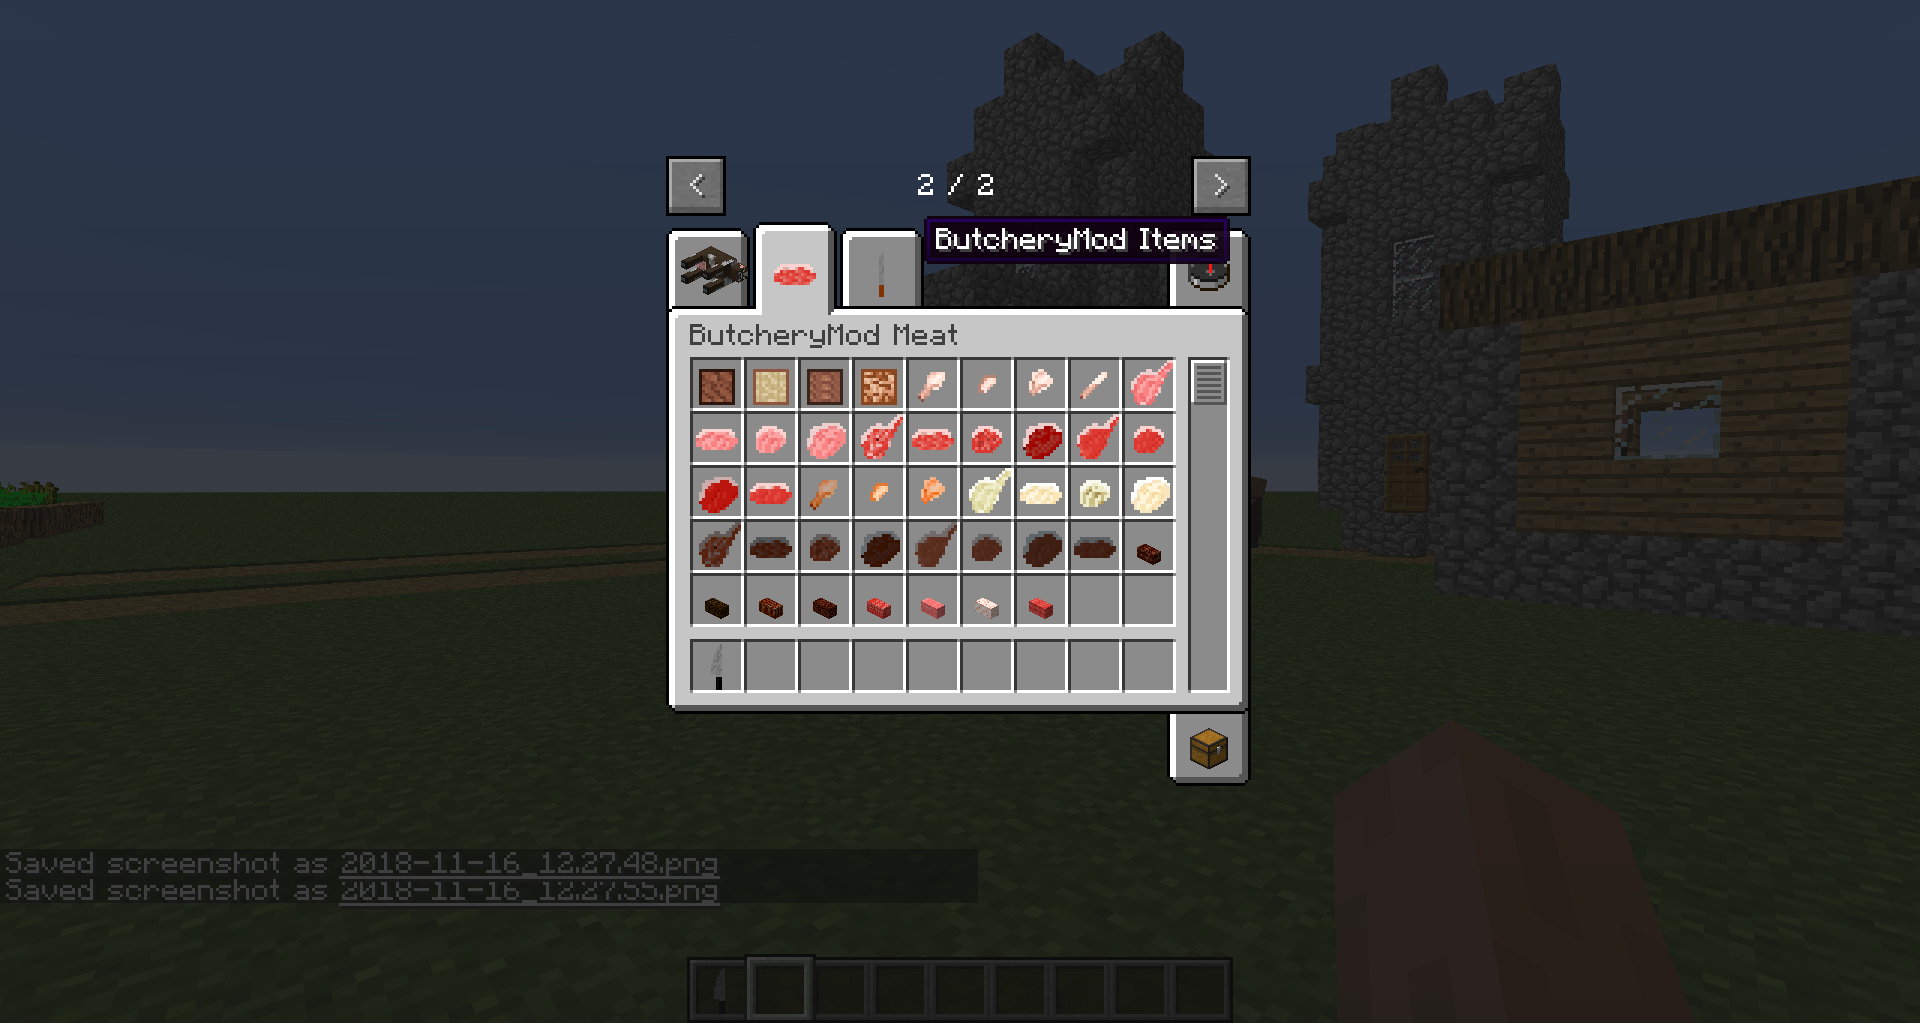 2 / 2
ButcheryMod Items
ButcheryMod Meat
Saved screenshot as 2018-11-16_12.27.48.png
Saved screenshot as 2018-11-16_12.27.55.png